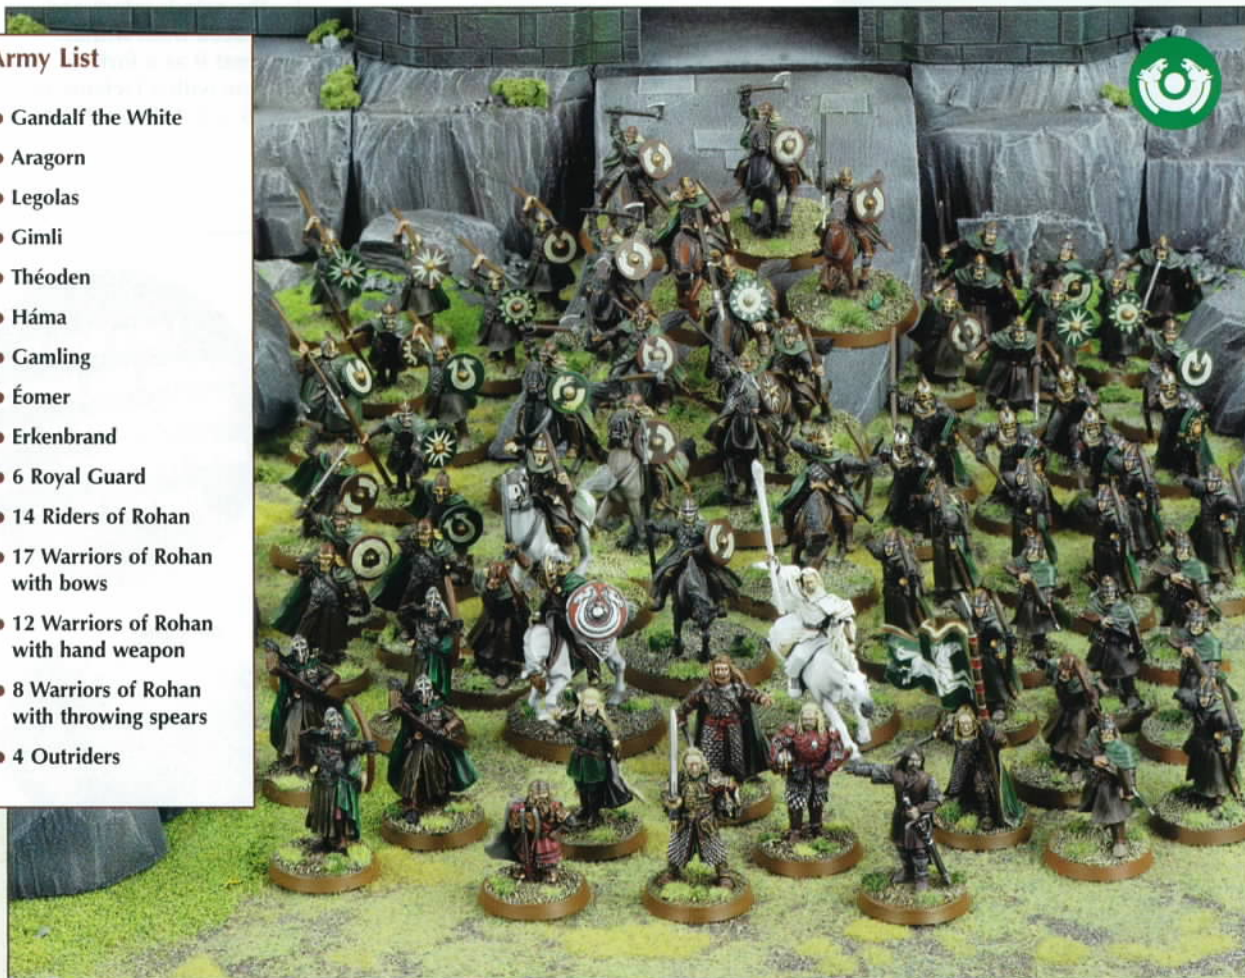 Army List
• Gandalf the White
• Aragorn
• Legolas
• Gimli
• Théoden
• Háma
• Gamling
• Éomer
• Erkenbrand
• 6 Royal Guard
• 14 Riders of Rohan
• 17 Warriors of Rohan
with bows
• 12 Warriors of Rohan
with hand weapon
• 8 Warriors of Rohan
with throwing spears
• 4 Outriders